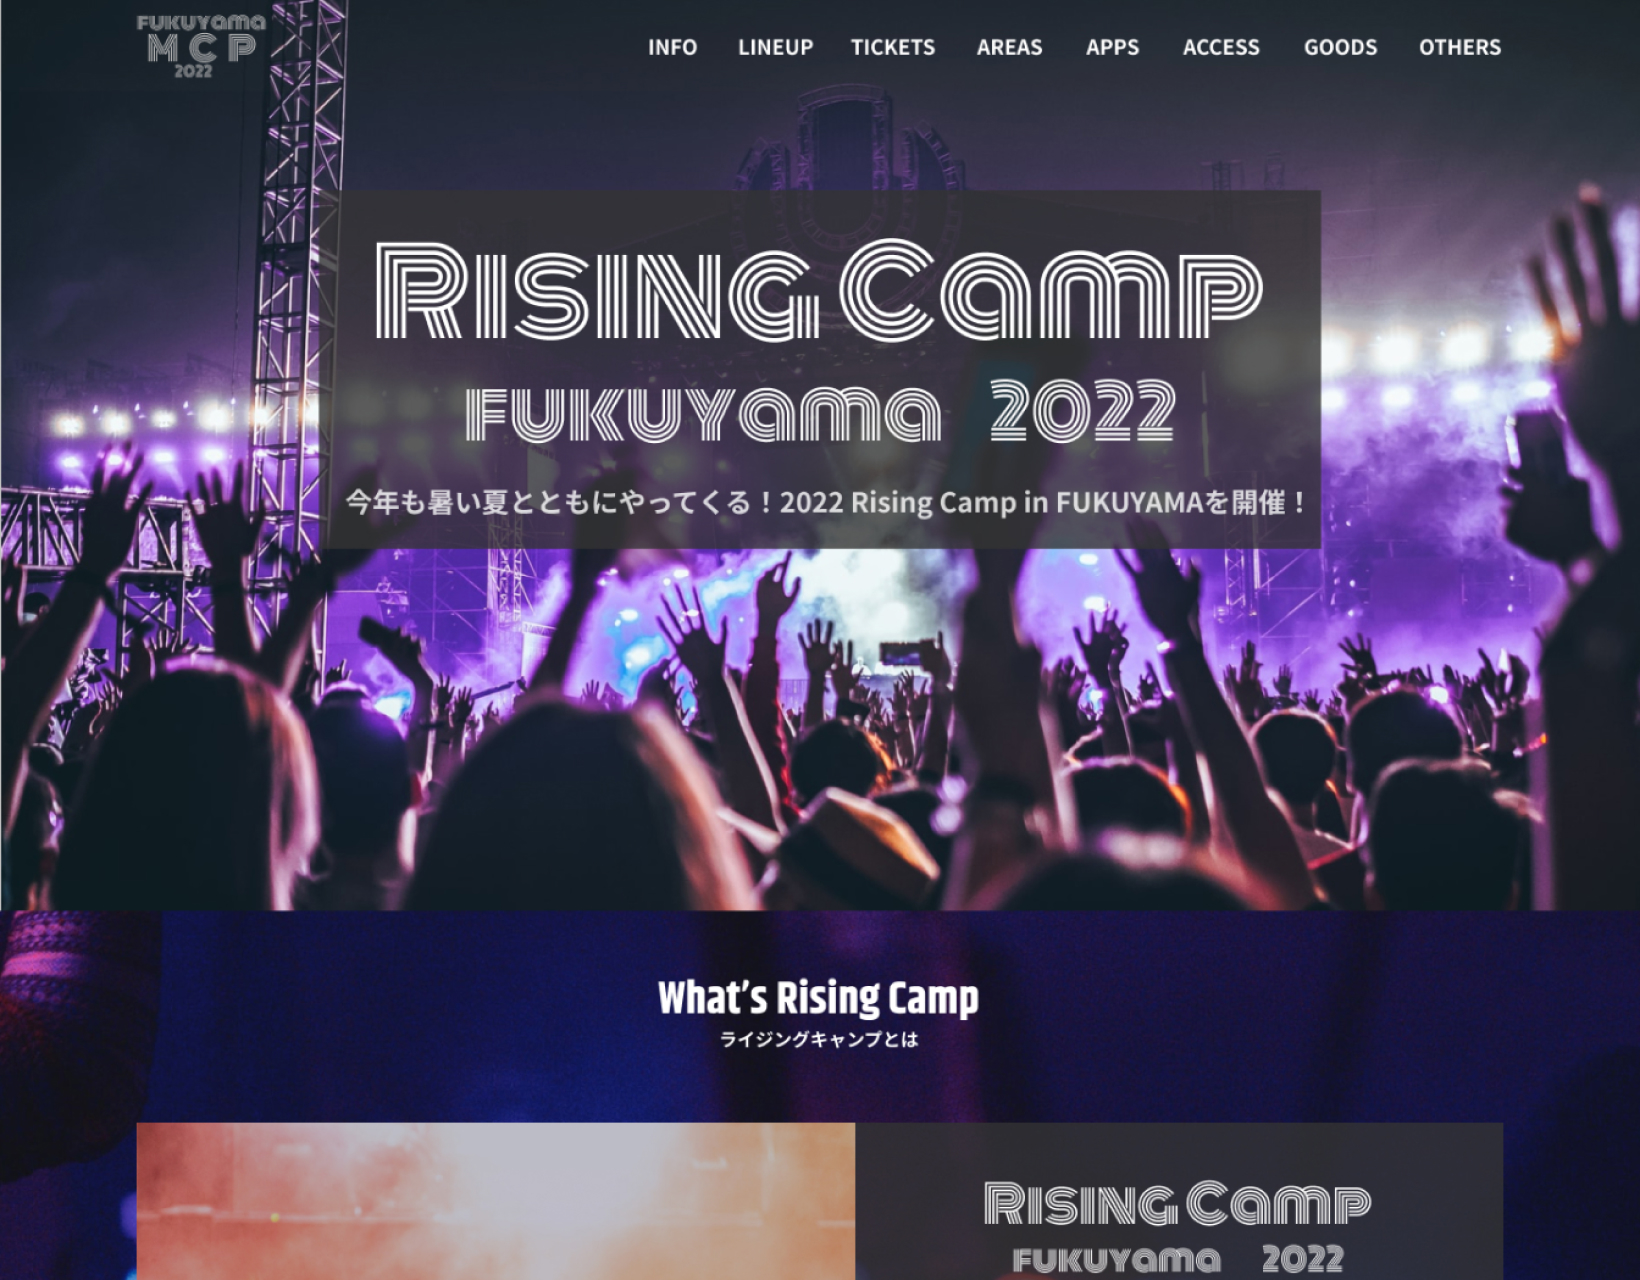 FUKUYama
MCP
2022
INFO LINEUP TICKETS AREAS APPS ACCESS GOODS OTHERS
RISING Camp
FUKUYama 2022
今年も暑い夏とともにやってくる！2022 Rising Camp in FUKUYAMAを開催！
What's Rising Camp
ライジングキャンプとは
RISING Camp
FUKUYama 2022